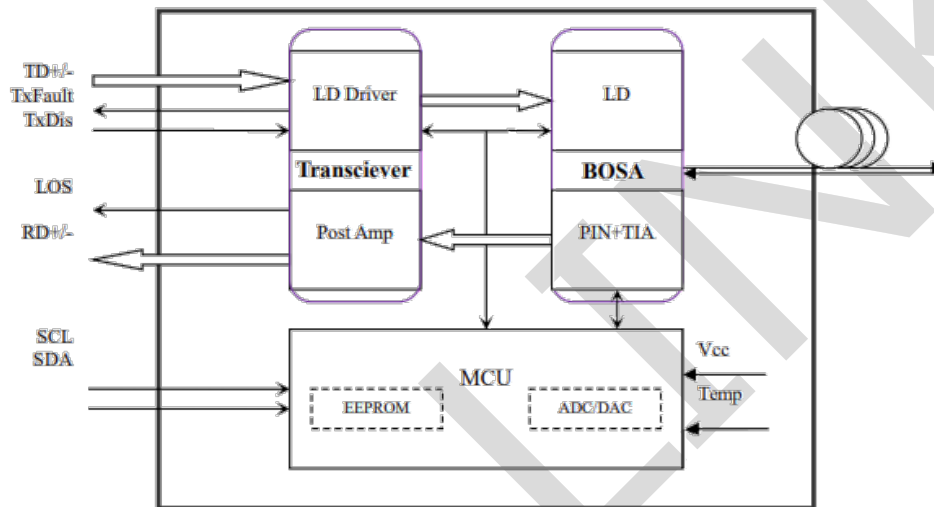 TD+/-
TxFault
TxDis
LOS
RD+/-
SCL
SDA
LD Driver
Transciever
Post Amp
LD
BOSA
PIN+TIA
MCU
EEPROM
ADC/DAC
Vcc
Temp
LINK